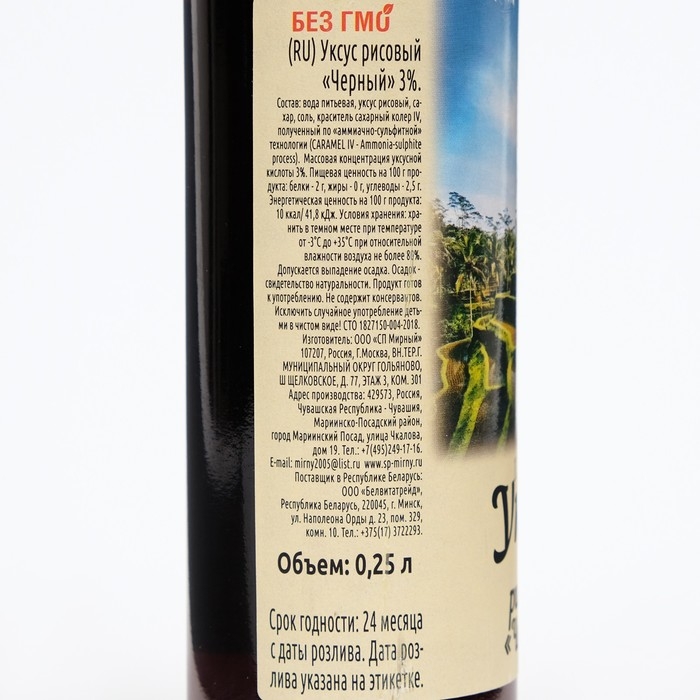 БЕЗ ГМО
(RU) Уксус рисовый
«Черный» 3%.
Состав: вода питьевая, уксус рисовый, са-
хар, соль, краситель сахарный колер IV,
полученный по «аммиачно-сульфитной»
технологии (CARAMEL IV - Ammonia-sulphite
process). Массовая концентрация уксусной
кислоты 3%. Пищевая ценность на 100 г про-
дукта: белки - 2 г, жиры - 0 г, углеводы - 2,5 г.
Энергетическая ценность на 100 г продукта:
10 ккал/ 41,8 кДж. Условия хранения: хра-
нить в темном месте при температуре
от -3°С до +35°С при относительной
влажности воздуха не более 80%.
Допускается выпадение осадка. Осадок -
свидетельство натуральности. Продукт готов
к употреблению. Не содержит консервантов.
Исключить случайное употребление деть-
ми в чистом виде! СТО 1827150-004-2018.
Изготовитель: ООО «СП Мирный»
107207, Россия, Г.Москва, ВН.ТЕР.Г.
МУНИЦИПАЛЬНЫЙ ОКРУГ ГОЛЬЯНОВО,
Ш ЩЕЛКОВСКОЕ, Д. 77, ЭТАЖ 3, КОМ. 301
Адрес производства: 429573, Россия,
Чувашская Республика - Чувашия,
Мариинско-Посадский район,
город Мариинский Посад, улица Чкалова,
дом 19. Тел.: +7(495)249-17-16.
E-mail: mirny2005@list.ru www.sp-mirny.ru
Поставщик в Республике Беларусь:
ООО «Белвитатрейд»,
Республика Беларусь, 220045, г. Минск,
ул. Наполеона Орды д. 23, пом. 329,
комн. 10. Тел.: +375(17) 3722293.
Объем: 0,25 л
Срок годности: 24 месяца
с даты розлива. Дата роз-
лива указана на этикетке.